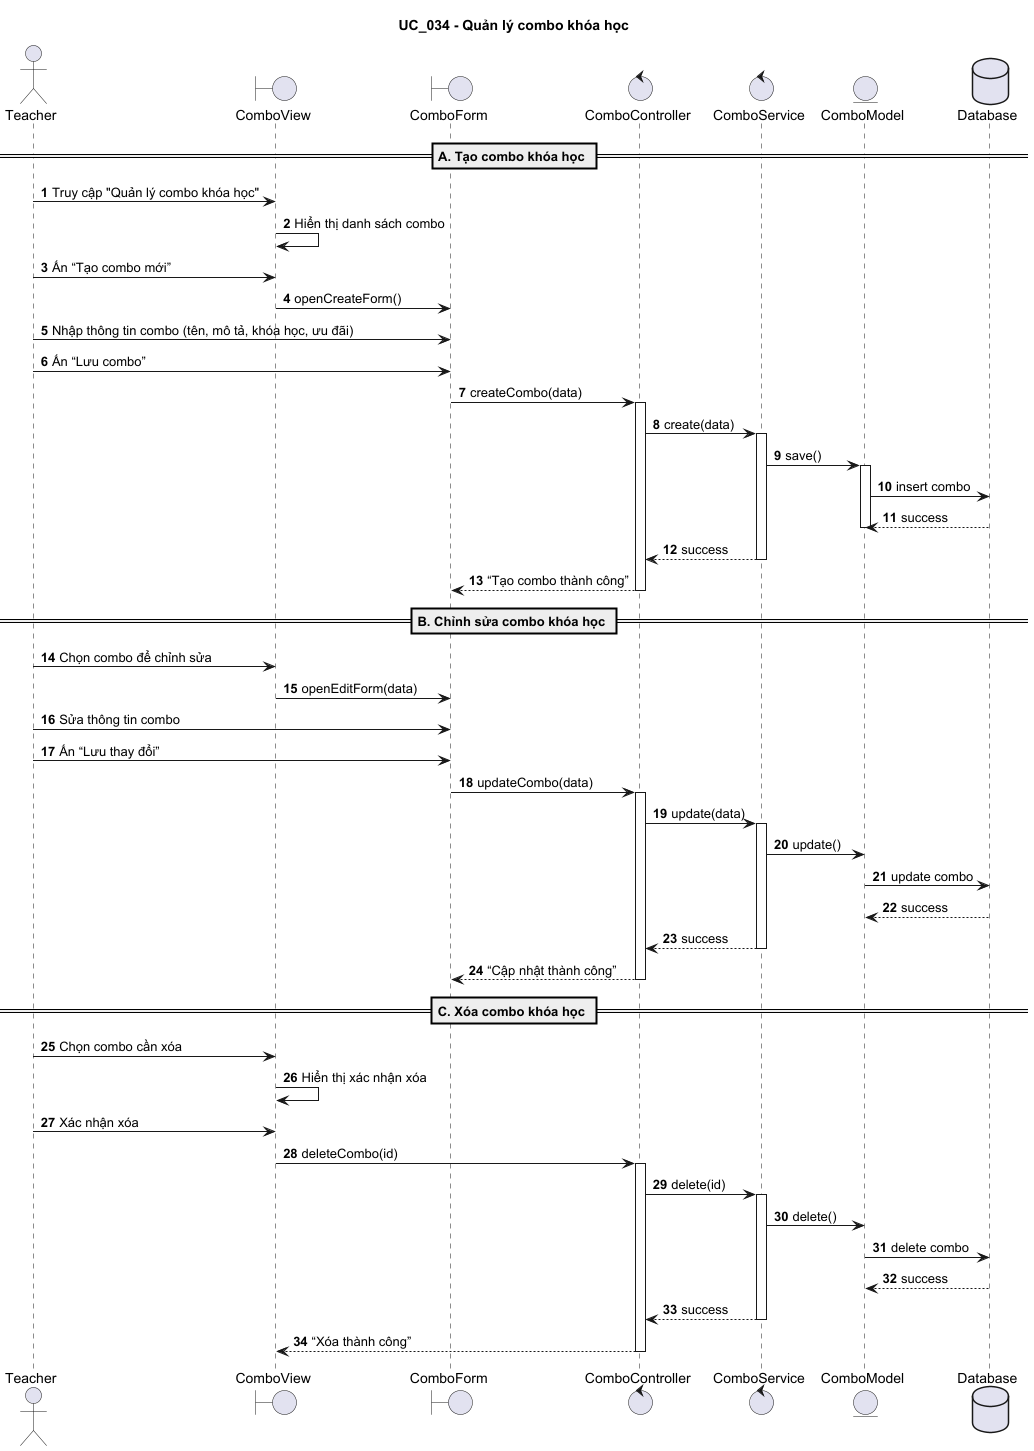 UC_034 - Quản lý combo khóa học
Teacher
ComboView
ComboForm
ComboController
ComboService
ComboModel
Database
A. Tạo combo khóa học
1 Truy cập "Quản lý combo khóa học"
2 Hiển thị danh sách combo
3 Ấn “Tạo combo mới”
4 openCreateForm()
5 Nhập thông tin combo (tên, mô tả, khóa học, ưu đãi)
6 Ấn “Lưu combo”
7 createCombo(data)
8 create(data)
9 save()
10 insert combo
11 success
12 success
13 “Tạo combo thành công”
B. Chỉnh sửa combo khóa học
14 Chọn combo để chỉnh sửa
15 openEditForm(data)
16 Sửa thông tin combo
17 Ấn “Lưu thay đổi”
18 updateCombo(data)
19 update(data)
20 update()
21 update combo
22 success
23 success
24 “Cập nhật thành công”
C. Xóa combo khóa học
25 Chọn combo cần xóa
26 Hiển thị xác nhận xóa
27 Xác nhận xóa
28 deleteCombo(id)
29 delete(id)
30 delete()
31 delete combo
32 success
33 success
34 “Xóa thành công”
Teacher
ComboView
ComboForm
ComboController
ComboService
ComboModel
Database